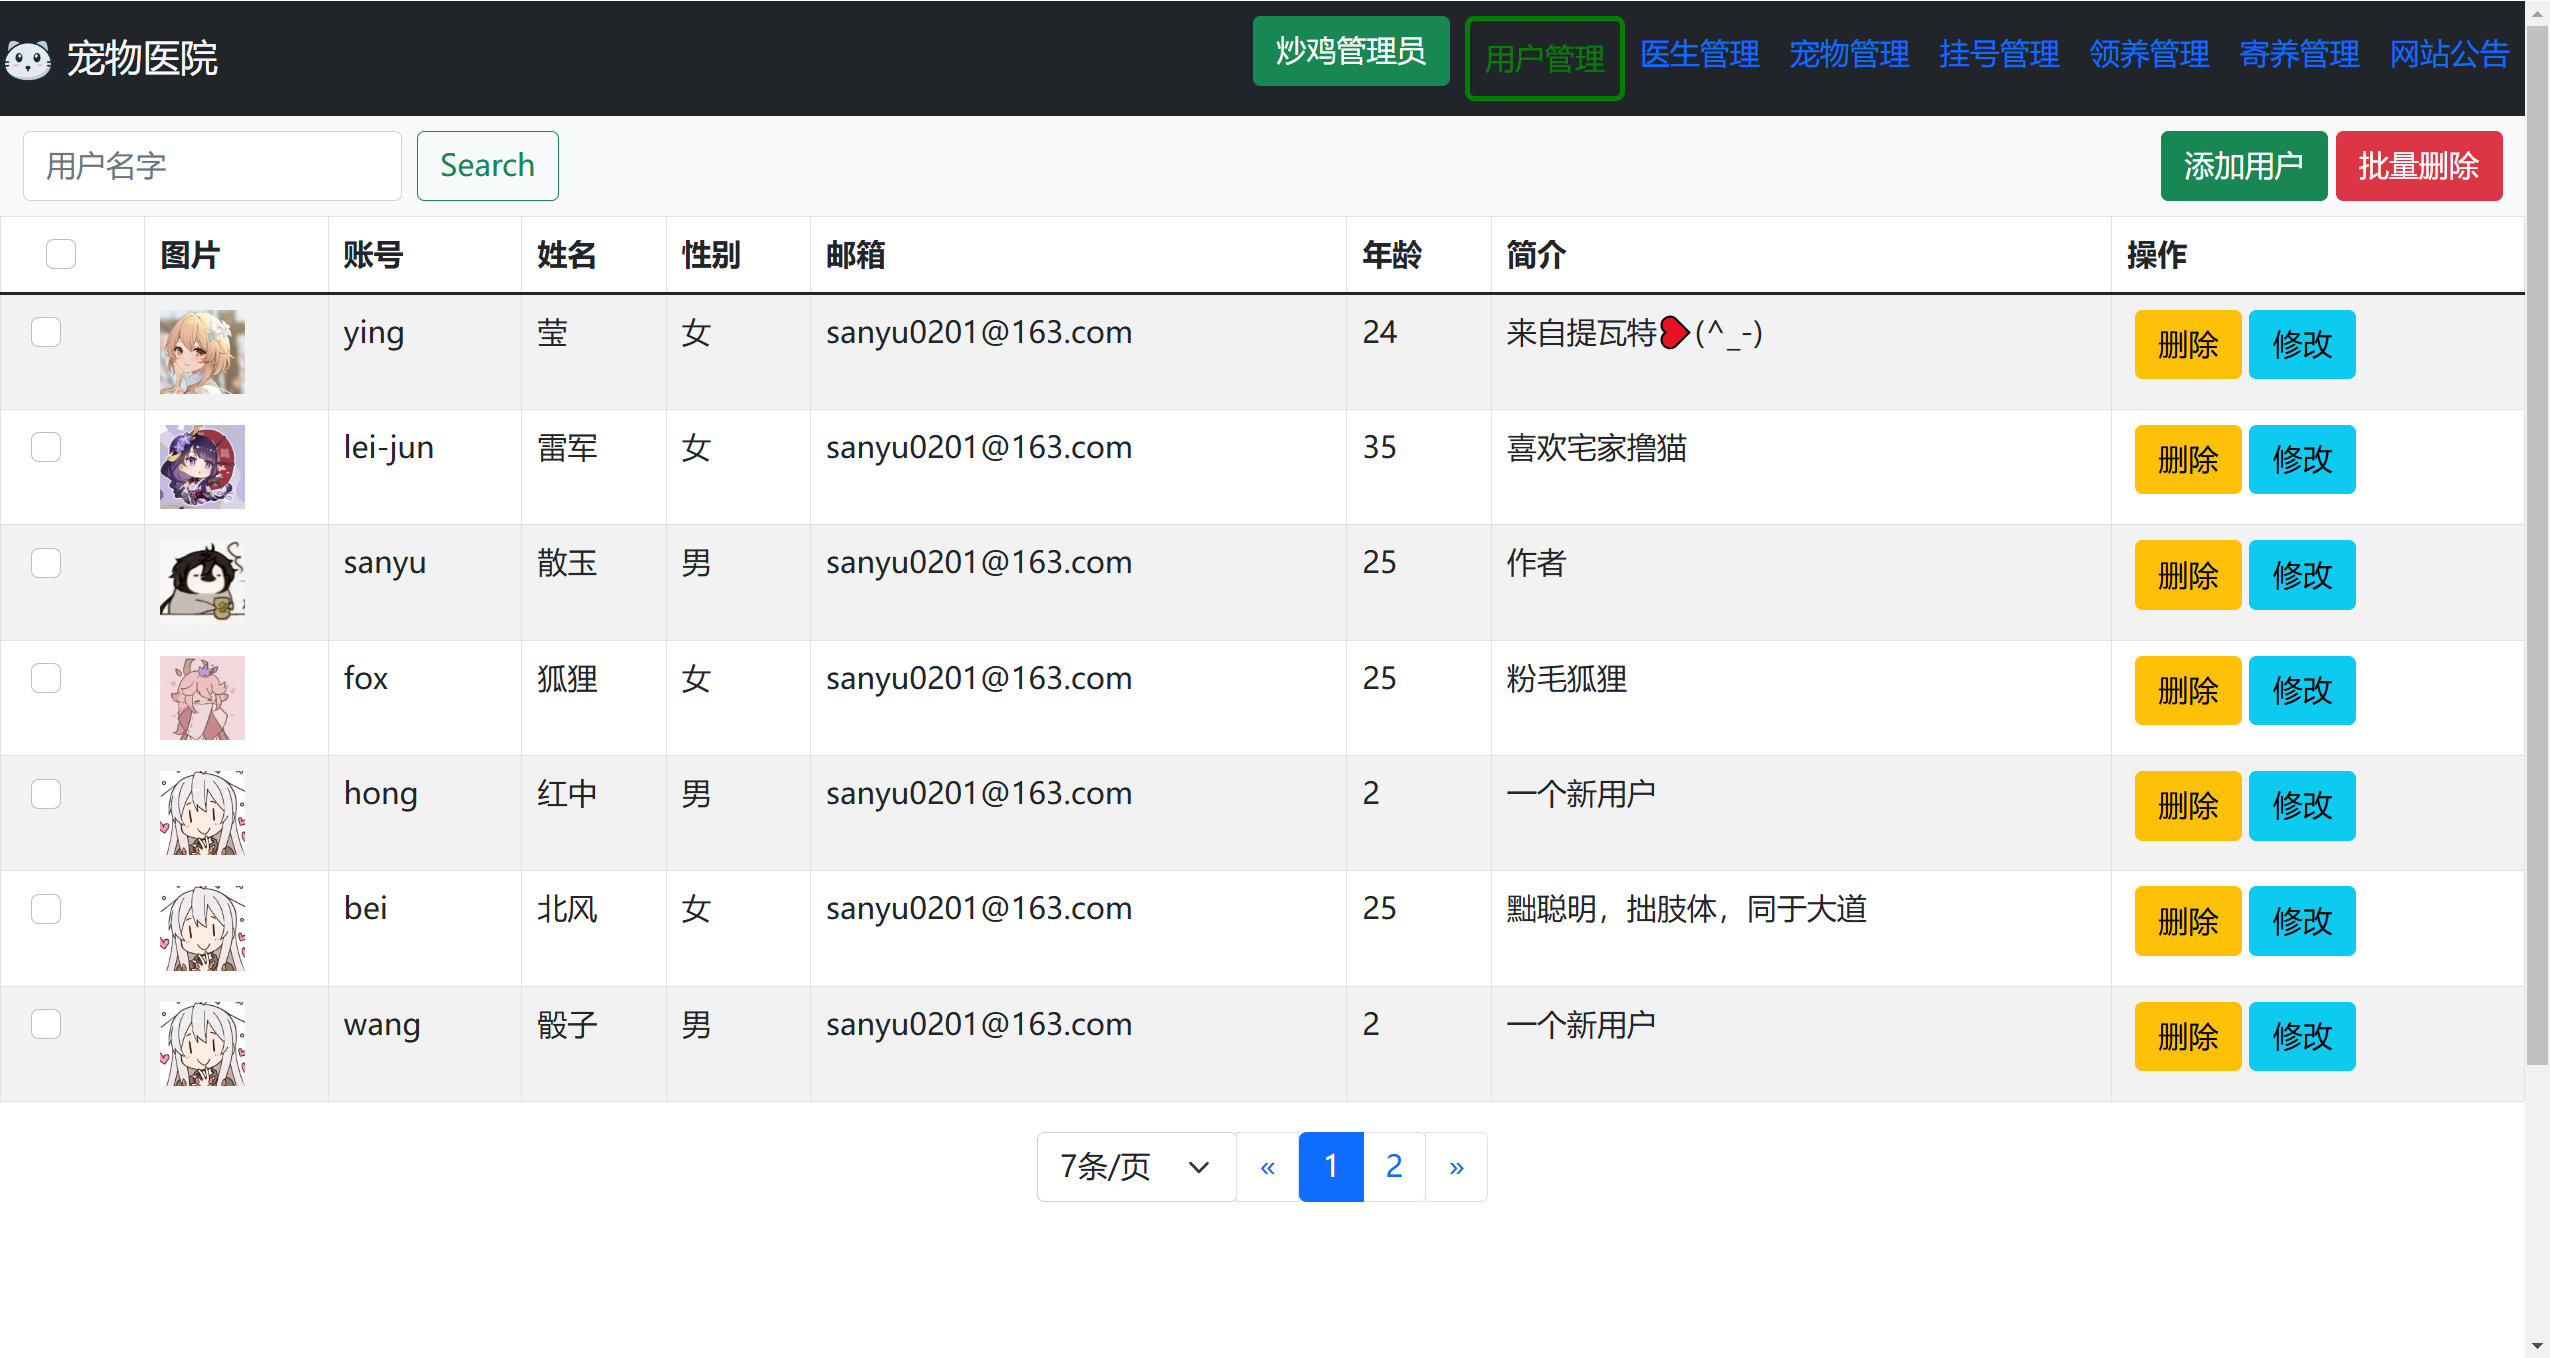 宠物医院 炒鸡管理员 用户管理 医生管理 宠物管理 挂号管理 领养管理 寄养管理 网站公告
用户名字 Search 添加用户 批量删除
图片 账号 姓名 性别 邮箱 年龄 简介 操作
ying 莹 女 sanyu0201@163.com 24 来自提瓦特❥(^_-) 删除 修改
lei-jun 雷军 女 sanyu0201@163.com 35 喜欢宅家撸猫 删除 修改
sanyu 散玉 男 sanyu0201@163.com 25 作者 删除 修改
fox 狐狸 女 sanyu0201@163.com 25 粉毛狐狸 删除 修改
hong 红中 男 sanyu0201@163.com 2 一个新用户 删除 修改
bei 北风 女 sanyu0201@163.com 25 黜聪明，拙肢体，同于大道 删除 修改
wang 骰子 男 sanyu0201@163.com 2 一个新用户 删除 修改
7条/页 « 1 2 »